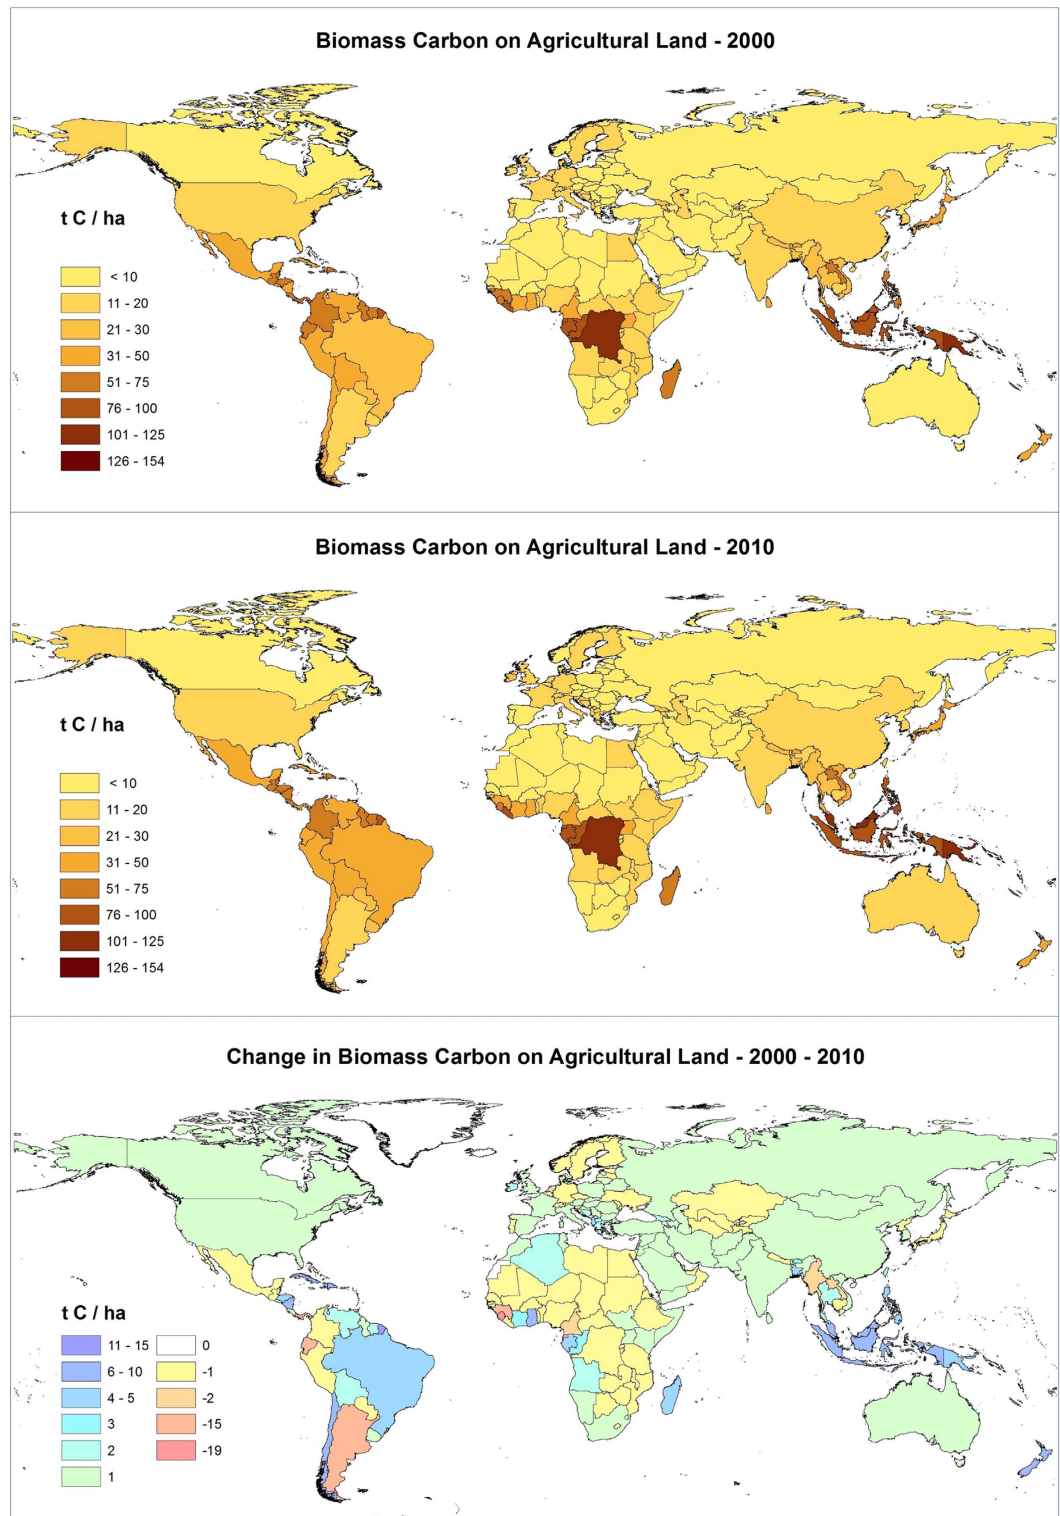 Biomass Carbon on Agricultural Land - 2000
t C / ha
< 10
11 - 20
21 - 30
31 - 50
51 - 75
76 - 100
101 - 125
126 - 154
Biomass Carbon on Agricultural Land - 2010
t C / ha
< 10
11 - 20
21 - 30
31 - 50
51 - 75
76 - 100
101 - 125
126 - 154
Change in Biomass Carbon on Agricultural Land - 2000 - 2010
t C / ha
11 - 15 0
6 - 10 -1
4 - 5 -2
3 -15
2 -19
1